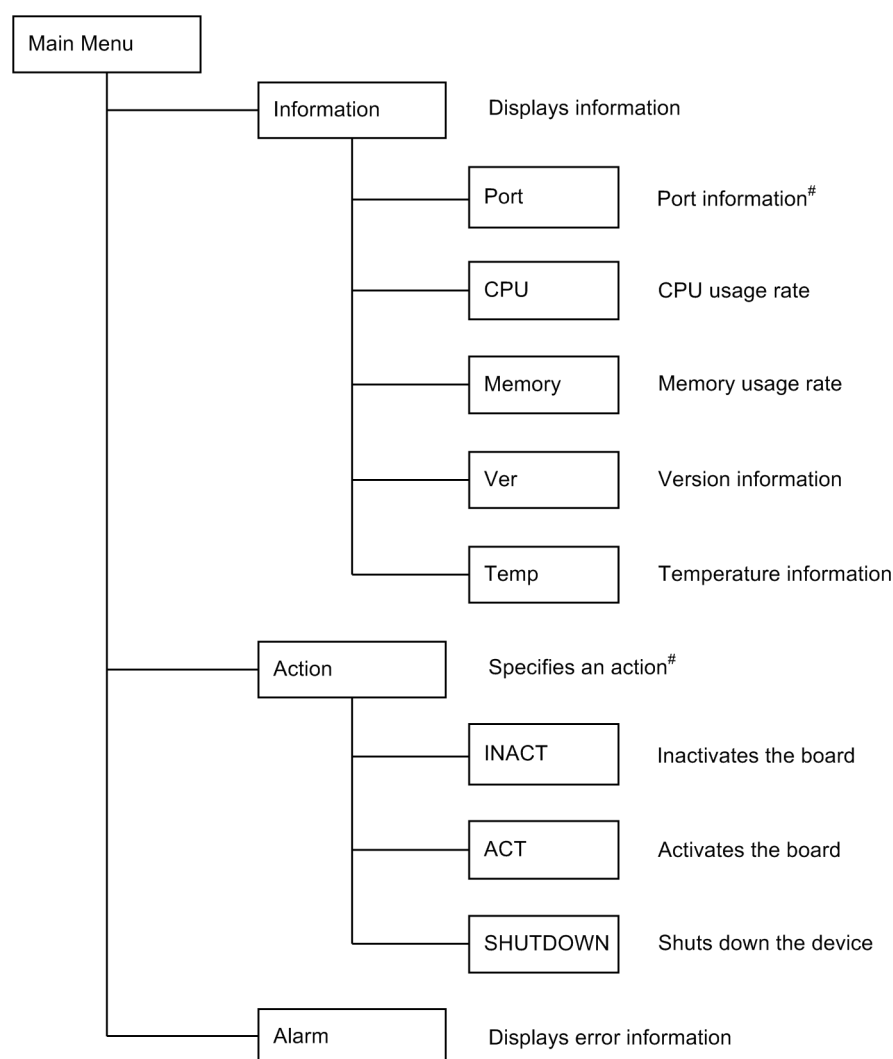 Main Menu
Information Displays information
Port Port information#
CPU CPU usage rate
Memory Memory usage rate
Ver Version information
Temp Temperature information
Action Specifies an action#
INACT Inactivates the board
ACT Activates the board
SHUTDOWN Shuts down the device
Alarm Displays error information